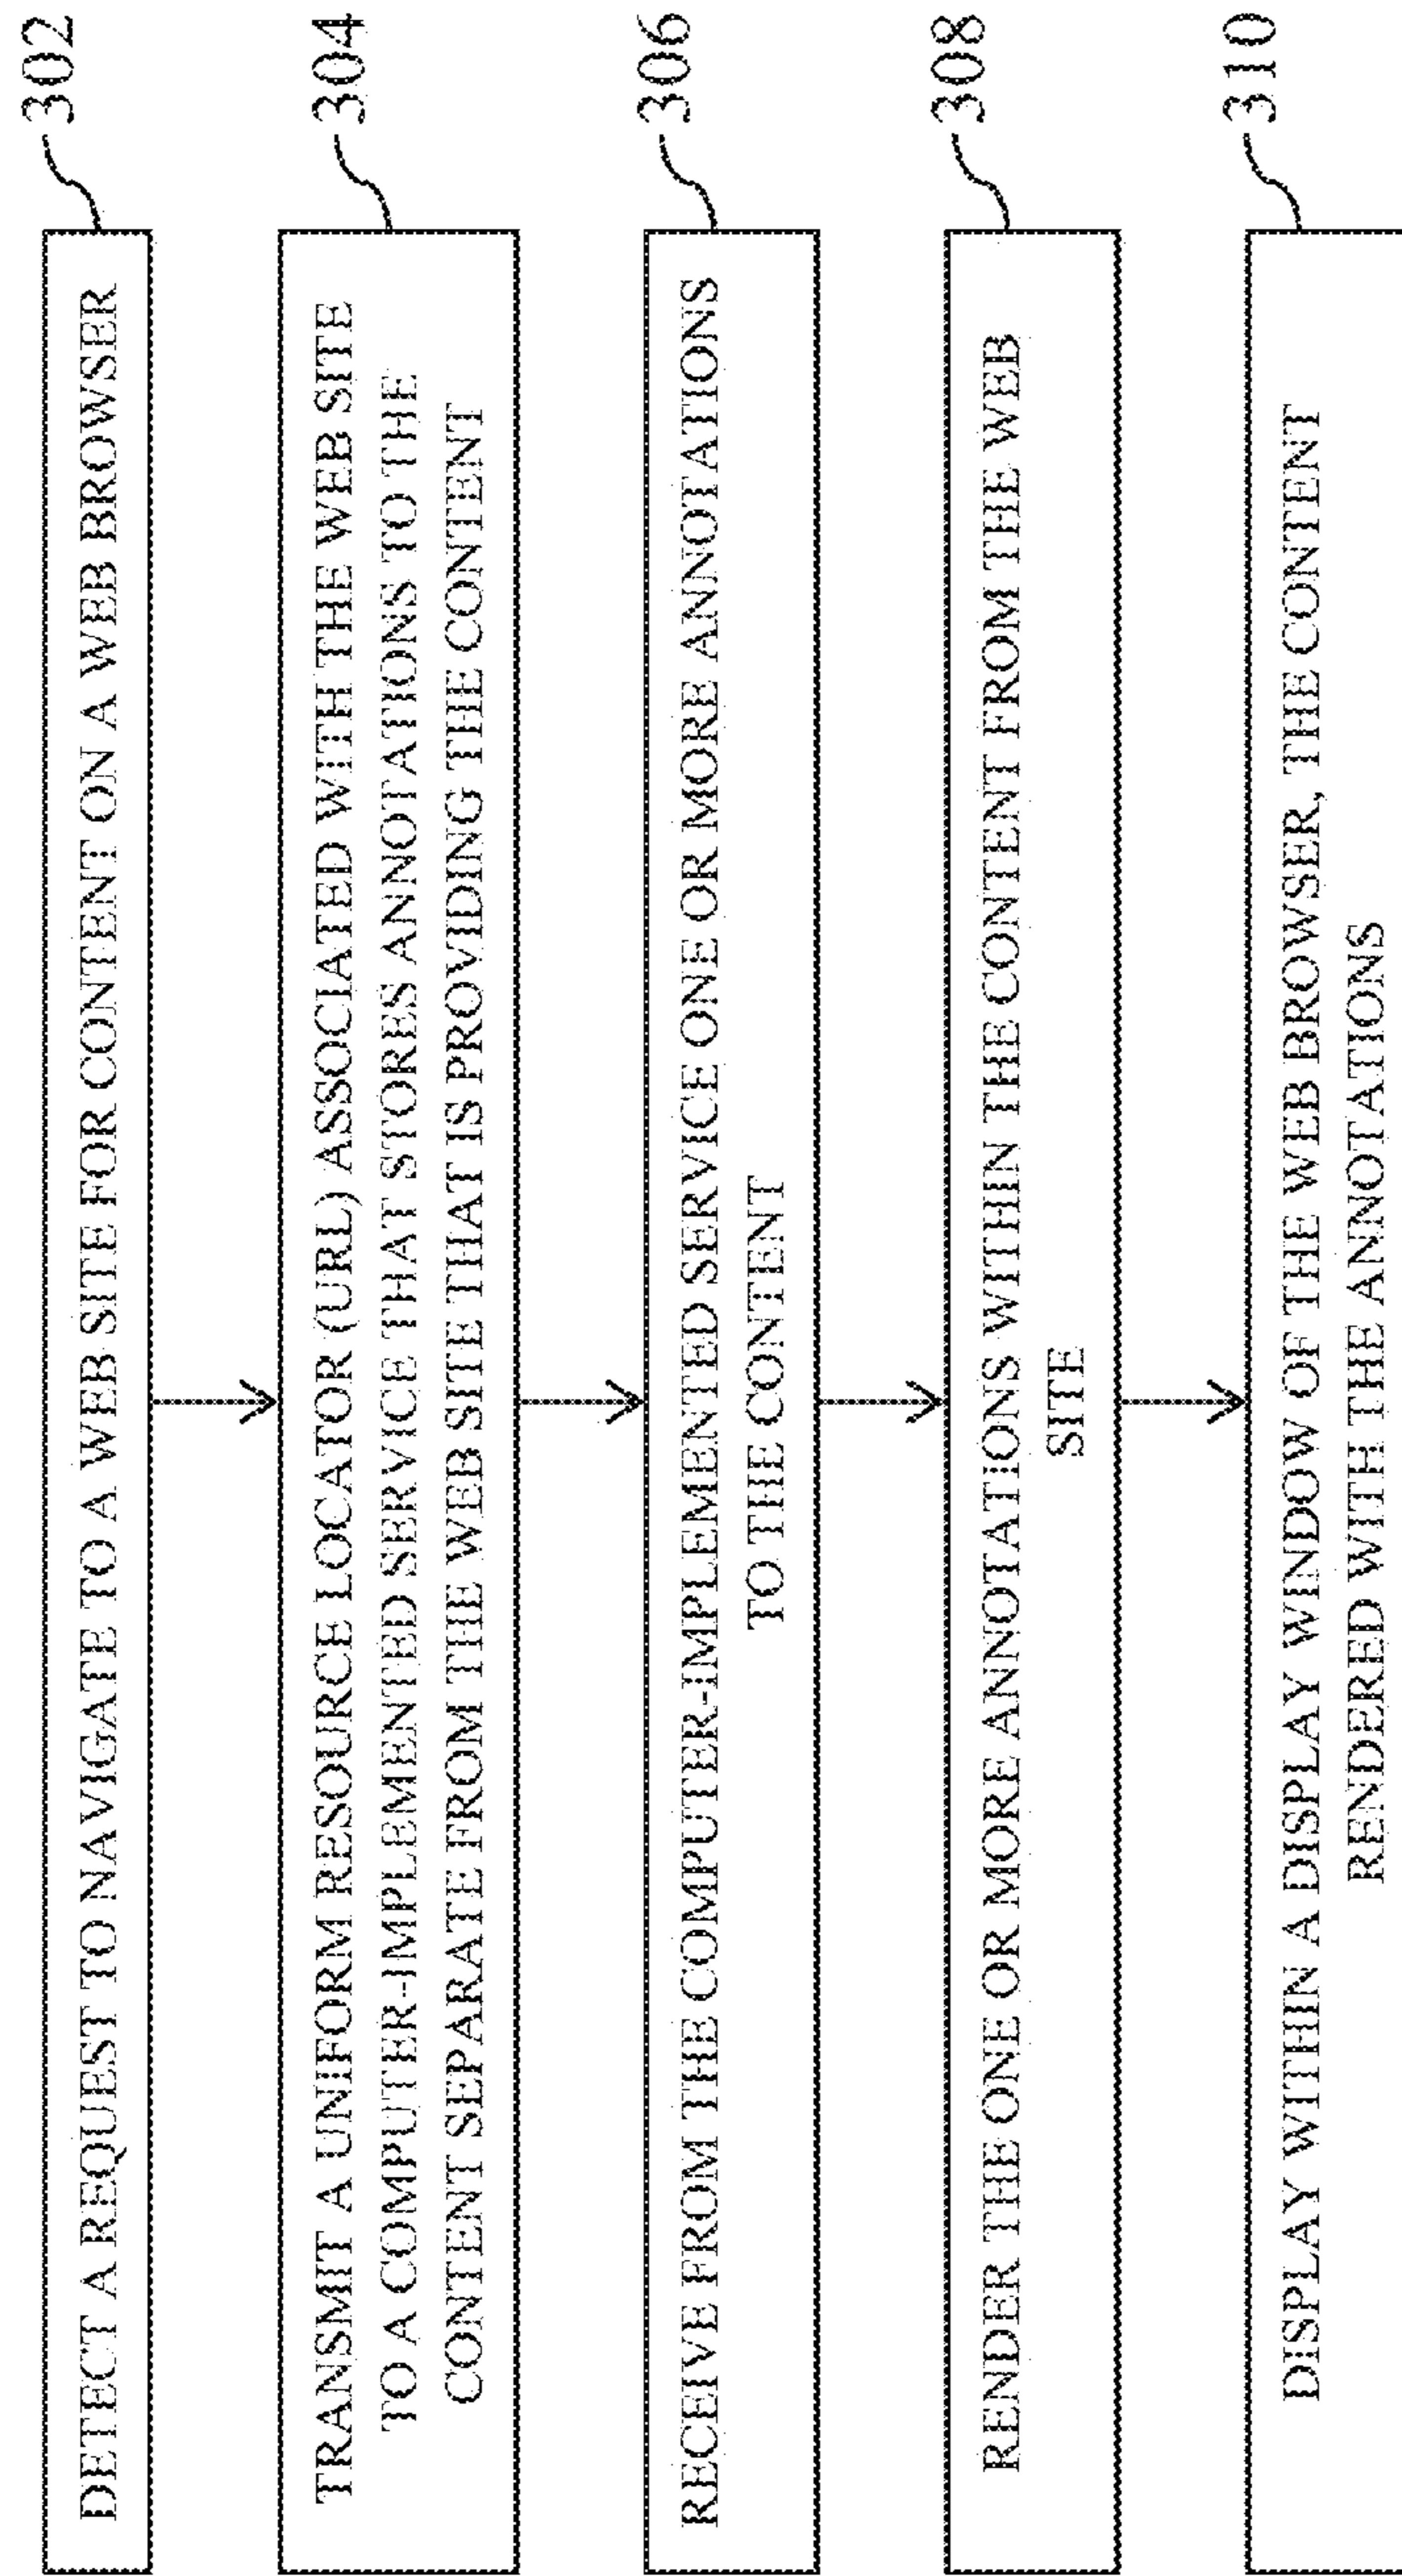 302
DETECT A REQUEST TO NAVIGATE TO A WEB SITE FOR CONTENT ON A WEB BROWSER
304
TRANSMIT A UNIFORM RESOURCE LOCATOR (URL) ASSOCIATED WITH THE WEB SITE
TO A COMPUTER-IMPLEMENTED SERVICE THAT STORES ANNOTATIONS TO THE
CONTENT SEPARATE FROM THE WEB SITE THAT IS PROVIDING THE CONTENT
306
RECEIVE FROM THE COMPUTER-IMPLEMENTED SERVICE ONE OR MORE ANNOTATIONS
TO THE CONTENT
308
RENDER THE ONE OR MORE ANNOTATIONS WITHIN THE CONTENT FROM THE WEB
SITE
310
DISPLAY WITHIN A DISPLAY WINDOW OF THE WEB BROWSER, THE CONTENT
RENDERED WITH THE ANNOTATIONS